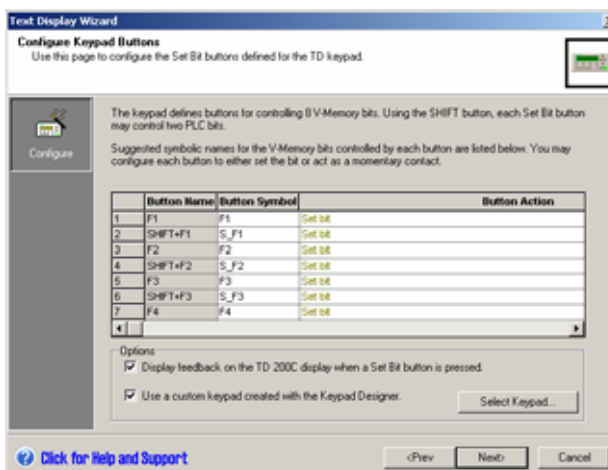 Text Display Wizard
Configure Keypad Buttons
Use this page to configure the Set Bit buttons defined for the TD keypad.
Configure
The keypad defines buttons for controlling 8 V-Memory bits. Using the SHIFT button, each Set Bit button
may control two PLC bits.
Suggested symbolic names for the V-Memory bits controlled by each button are listed below. You may
configure each button to either set the bit or act as a momentary contact.
Button Name Button Symbol Button Action
1 F1 F1 Set bit
2 SHIFT+F1 S_F1 Set bit
3 F2 F2 Set bit
4 SHIFT+F2 S_F2 Set bit
5 F3 F3 Set bit
6 SHIFT+F3 S_F3 Set bit
7 F4 F4 Set bit
Options
Display feedback on the TD 200C display when a Set Bit button is pressed.
Use a custom keypad created with the Keypad Designer.
Select Keypad...
Click for Help and Support
<Prev Next> Cancel